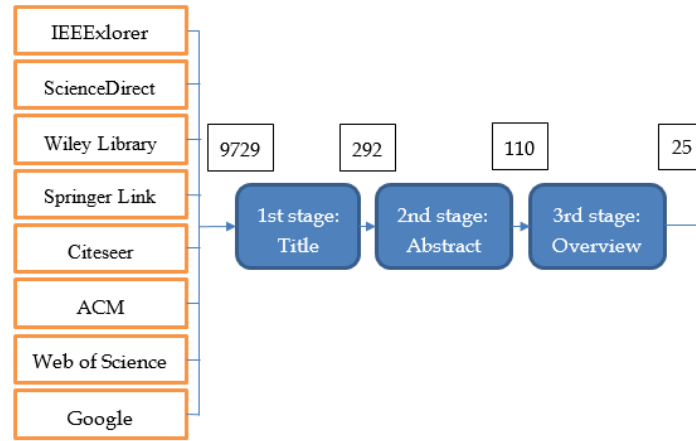 IEEExlorer
ScienceDirect
Wiley Library
Springer Link
Citeseer
ACM
Web of Science
Google
9729
292
110
25
1st stage:
Title
2nd stage:
Abstract
3rd stage:
Overview